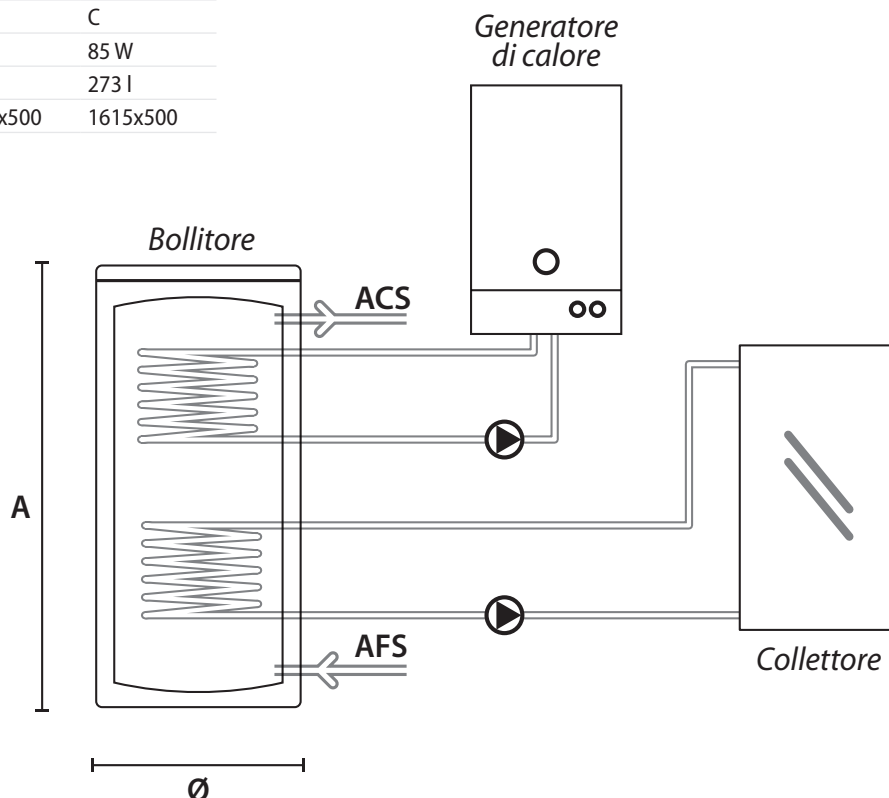 C
85 W
273 l
x500 1615x500
Generatore
di calore
Bollitore
ACS
A
AFS
Collettore
Ø